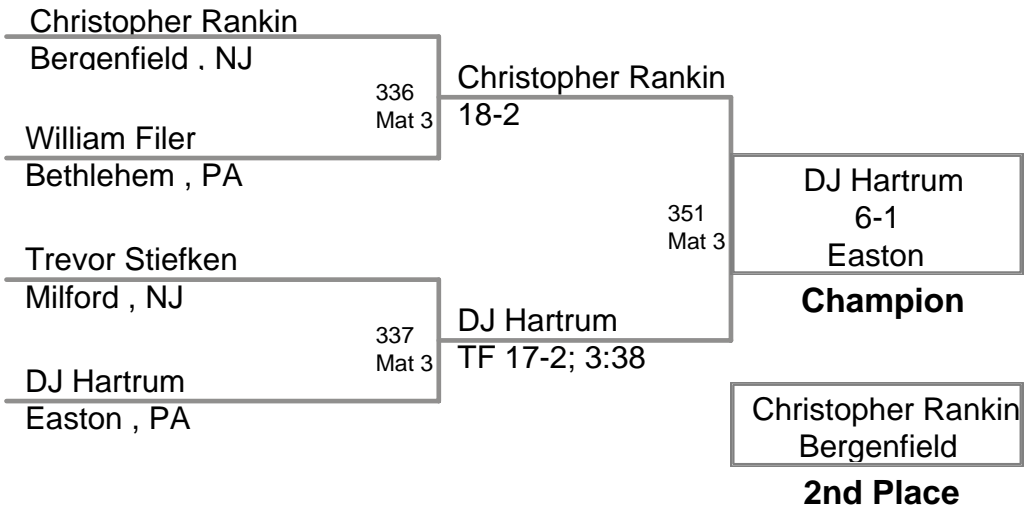 Christopher Rankin
Bergenfield , NJ
336
Mat 3
William Filer
Bethlehem , PA
Christopher Rankin
18-2
Trevor Stiefken
Milford , NJ
337
Mat 3
DJ Hartrum
Easton , PA
DJ Hartrum
TF 17-2; 3:38
351
Mat 3
DJ Hartrum
6-1
Easton
Champion
Christopher Rankin
Bergenfield
2nd Place